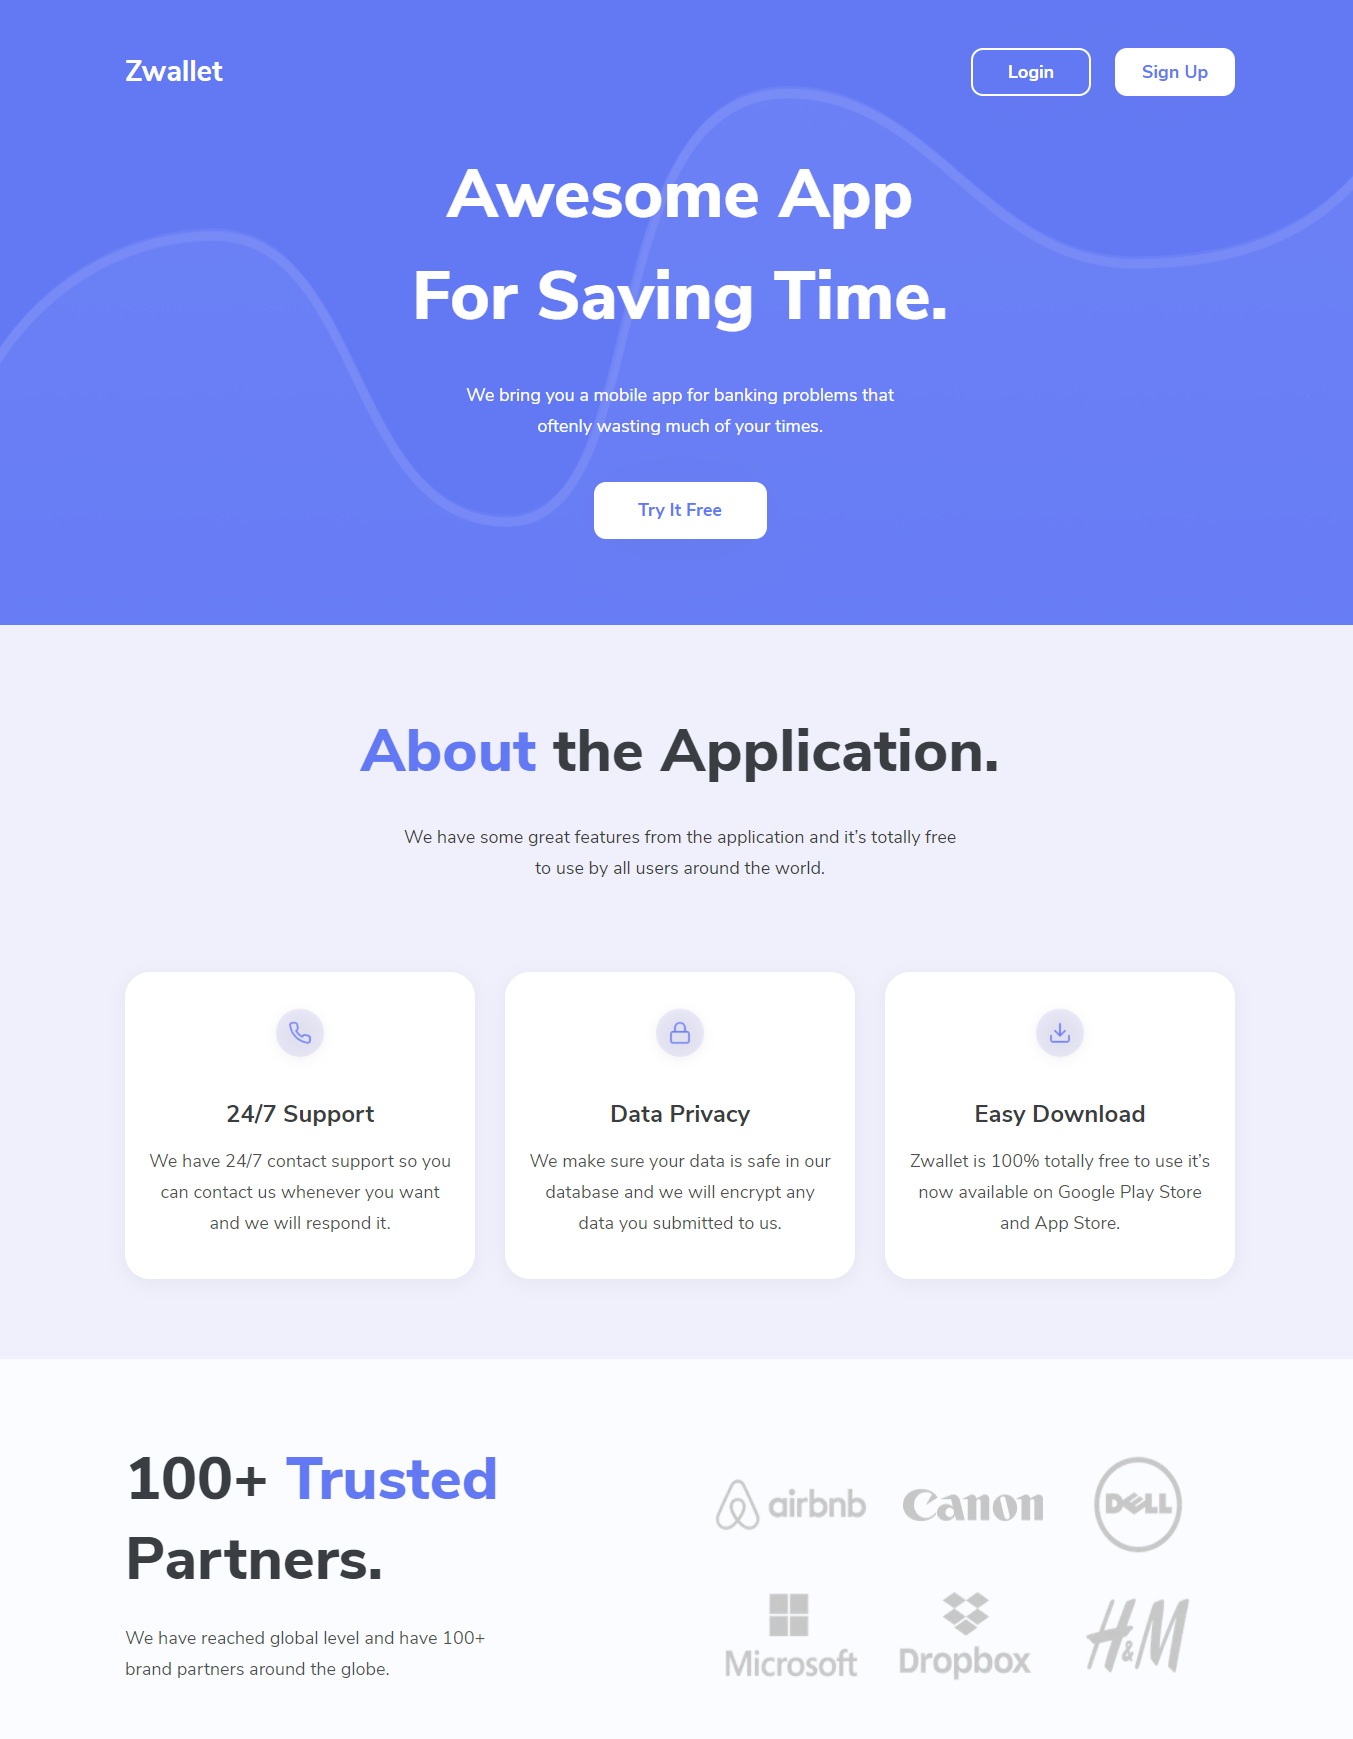 Zwallet
Login
Sign Up
Awesome App
For Saving Time.
We bring you a mobile app for banking problems that
oftenly wasting much of your times.
Try It Free
About the Application.
We have some great features from the application and it’s totally free
to use by all users around the world.
24/7 Support
We have 24/7 contact support so you
can contact us whenever you want
and we will respond it.
Data Privacy
We make sure your data is safe in our
database and we will encrypt any
data you submitted to us.
Easy Download
Zwallet is 100% totally free to use it’s
now available on Google Play Store
and App Store.
100+ Trusted
Partners.
We have reached global level and have 100+
brand partners around the globe.
airbnb
Canon
DELL
Microsoft
Dropbox
H&M